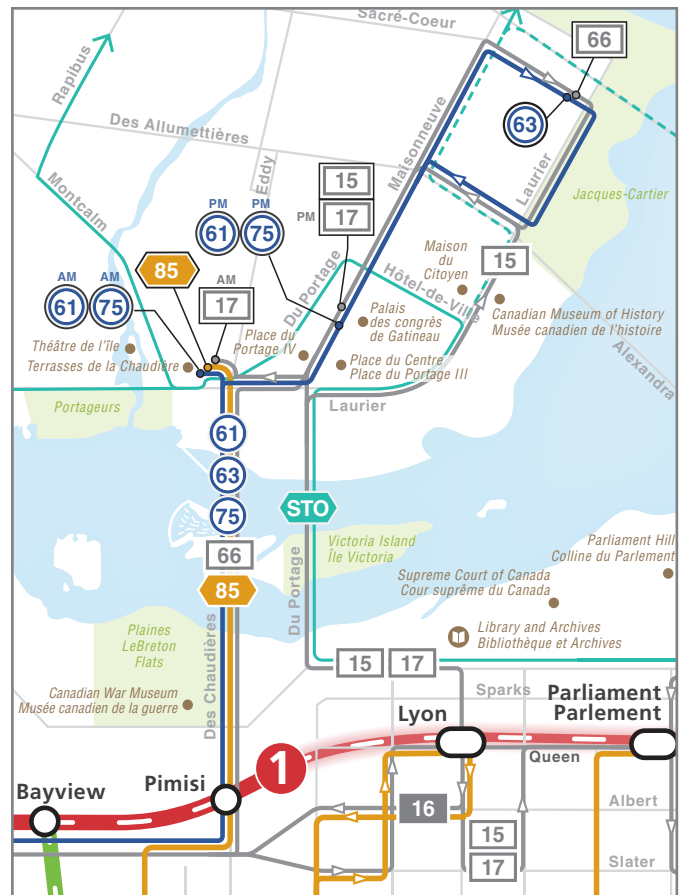 Sacré-Coeur
66
Rapibus
63
Des Allumettières
Maisonneuve
Eddy
Laurier
15
PM
PM
61
75
PM
17
Jacques-Cartier
Montcalm
Maison
du
Citoyen
15
85
AM
AM
61
75
AM
17
Du Portage
Hôtel-de-Ville
Canadian Museum of History
Musée canadien de l'histoire
Palais
des congrès
de Gatineau
Place du
Portage IV
Théâtre de l'île
Terrasses de la Chaudière
Place du Centre
Place du Portage III
Alexandra
Portageurs
Laurier
61
63
75
STO
Victoria Island
Île Victoria
66
85
Du Portage
Parliament Hill
Colline du Parlement
Supreme Court of Canada
Cour suprême du Canada
Library and Archives
Bibliothèque et Archives
Plaines
LeBreton
Flats
Des Chaudières
15
17
Canadian War Museum
Musée canadien de la guerre
Sparks
Parliament
Parlement
Lyon
Queen
1
Pimisi
Bayview
16
Albert
15
17
Slater